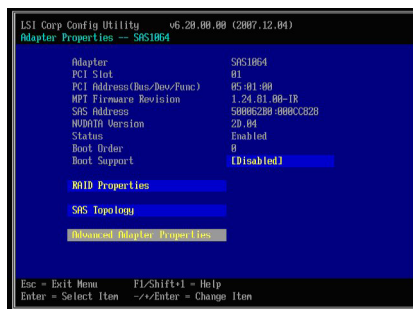 LSI Corp Config Utility v6.20.00.00 (2007.12.04)
Adapter Properties -- SAS1064
Adapter SAS1064
PCI Slot 01
PCI Address(Bus/Dev/Func) 05:01:00
MPT Firmware Revision 1.24.81.00-IR
SAS Address 500062B0:000CC828
NVDATA Version 2D.04
Status Enabled
Boot Order 0
Boot Support [Disabled]
RAID Properties
SAS Topology
Advanced Adapter Properties
Esc = Exit Menu F1/Shift+1 = Help
Enter = Select Item -/+/Enter = Change Item